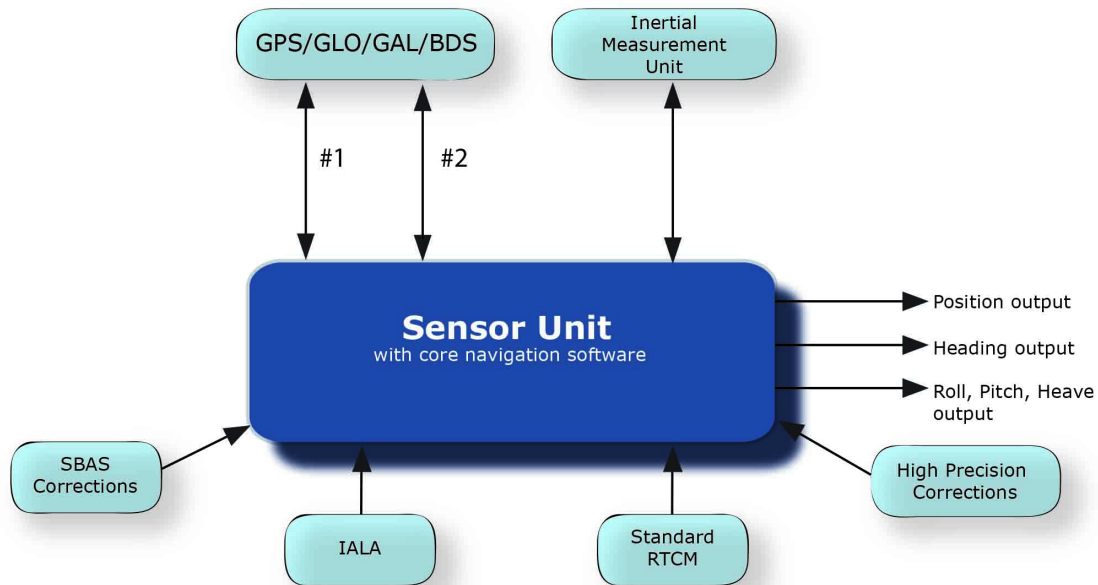 GPS/GLO/GAL/BDS
Inertial
Measurement
Unit
#1
#2
Sensor Unit
with core navigation software
Position output
Heading output
Roll, Pitch, Heave
output
SBAS
Corrections
IALA
Standard
RTCM
High Precision
Corrections